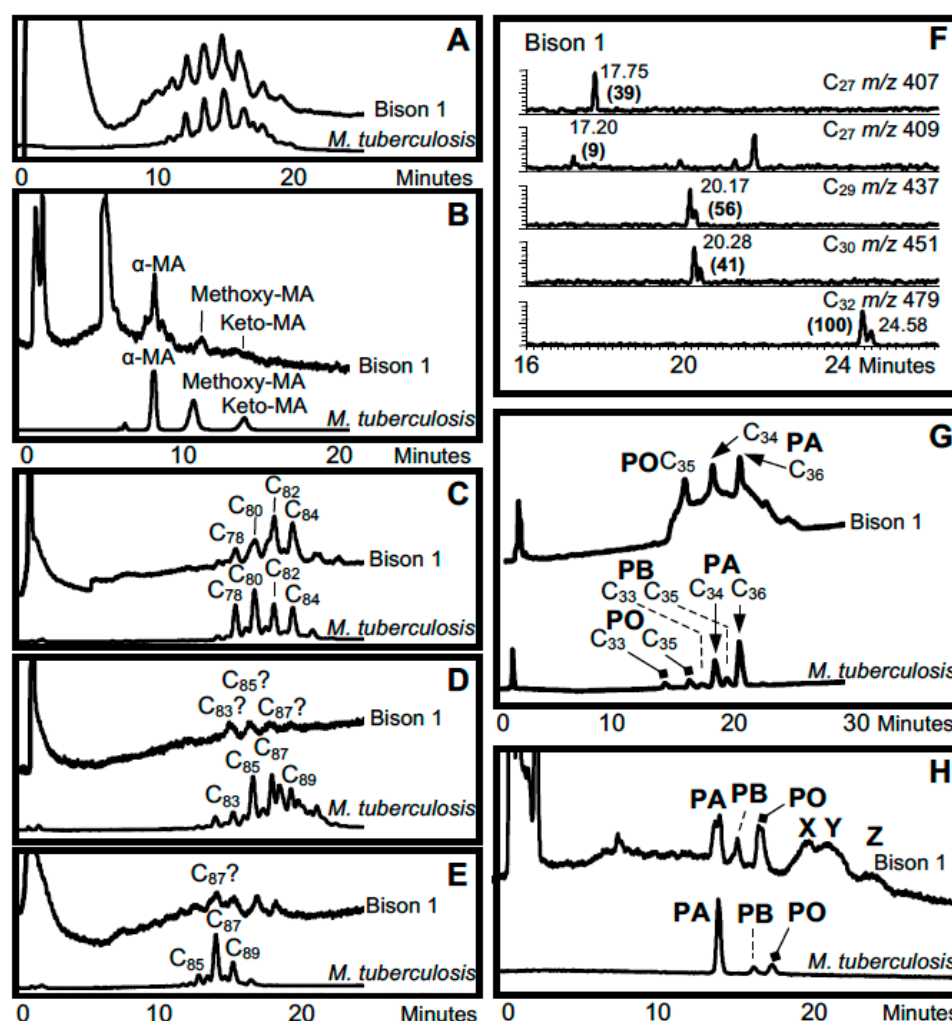 A
Bison 1
M. tuberculosis
0 10 20 Minutes
B
α-MA
Methoxy-MA
Keto-MA
Bison 1
α-MA
Methoxy-MA
Keto-MA
M. tuberculosis
0 10 20 Minutes
C
C78 C80 C82 C84
Bison 1
C78 C80 C82 C84
M. tuberculosis
D
C83? C85? C87?
Bison 1
C83 C85 C87 C89
M. tuberculosis
E
C87?
Bison 1
C85 C87 C89
M. tuberculosis
0 10 20 Minutes
F
Bison 1
17.75
(39)
C27 m/z 407
17.20
(9)
C27 m/z 409
20.17
(56)
C29 m/z 437
20.28
(41)
C30 m/z 451
C32 m/z 479
(100) 24.58
16 20 24 Minutes
G
PO C35 C34 PA C36
Bison 1
PB PA
C33 C35 C34 C36
PO
C33 C35
M. tuberculosis
0 10 20 30 Minutes
H
PA PB PO X Y Z
Bison 1
PA PB PO
M. tuberculosis
0 10 20 Minutes